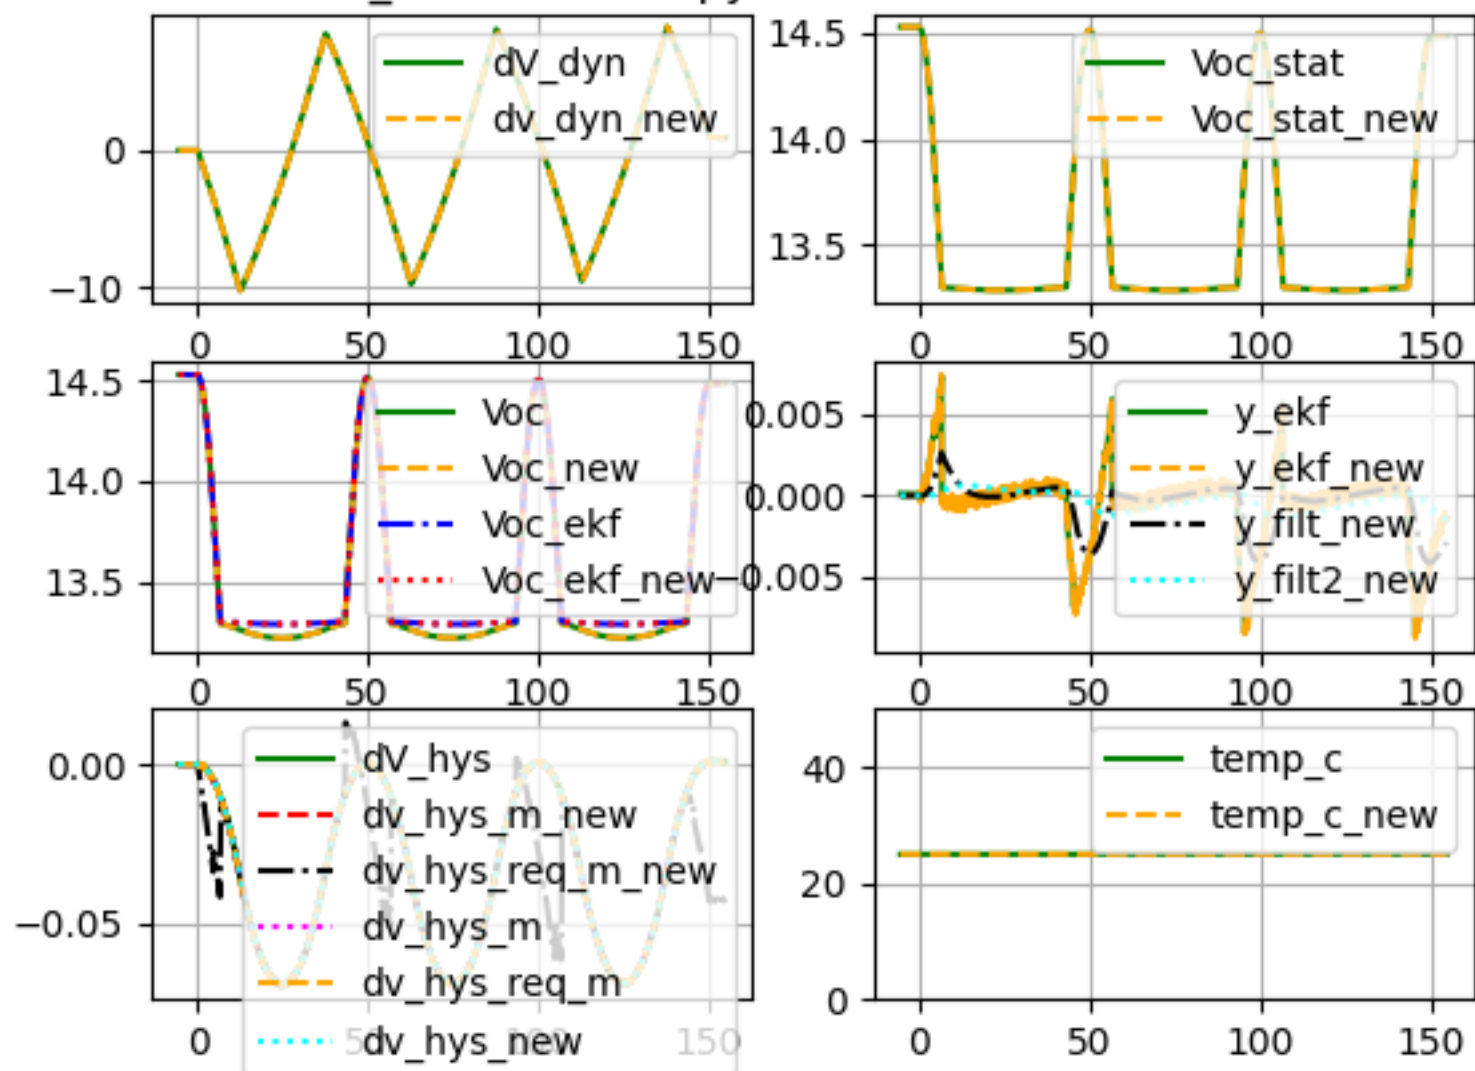 dV_dyn
dv_dyn_new
0
−10
0 50 100 150
14.5
14.0
13.5
Voc_stat
Voc_stat_new
0 50 100 150
14.5
14.0
13.5
Voc
Voc_new
Voc_ekf
Voc_ekf_new
0 50 100 150
0.005
0.000
−0.005
y_ekf
y_ekf_new
y_filt_new
y_filt2_new
0 50 100 150
0.00
−0.05
dV_hys
dv_hys_m_new
dv_hys_req_m_new
dv_hys_m
dv_hys_req_m
dv_hys_new
0 150
40
20
0
temp_c
temp_c_new
0 50 100 150